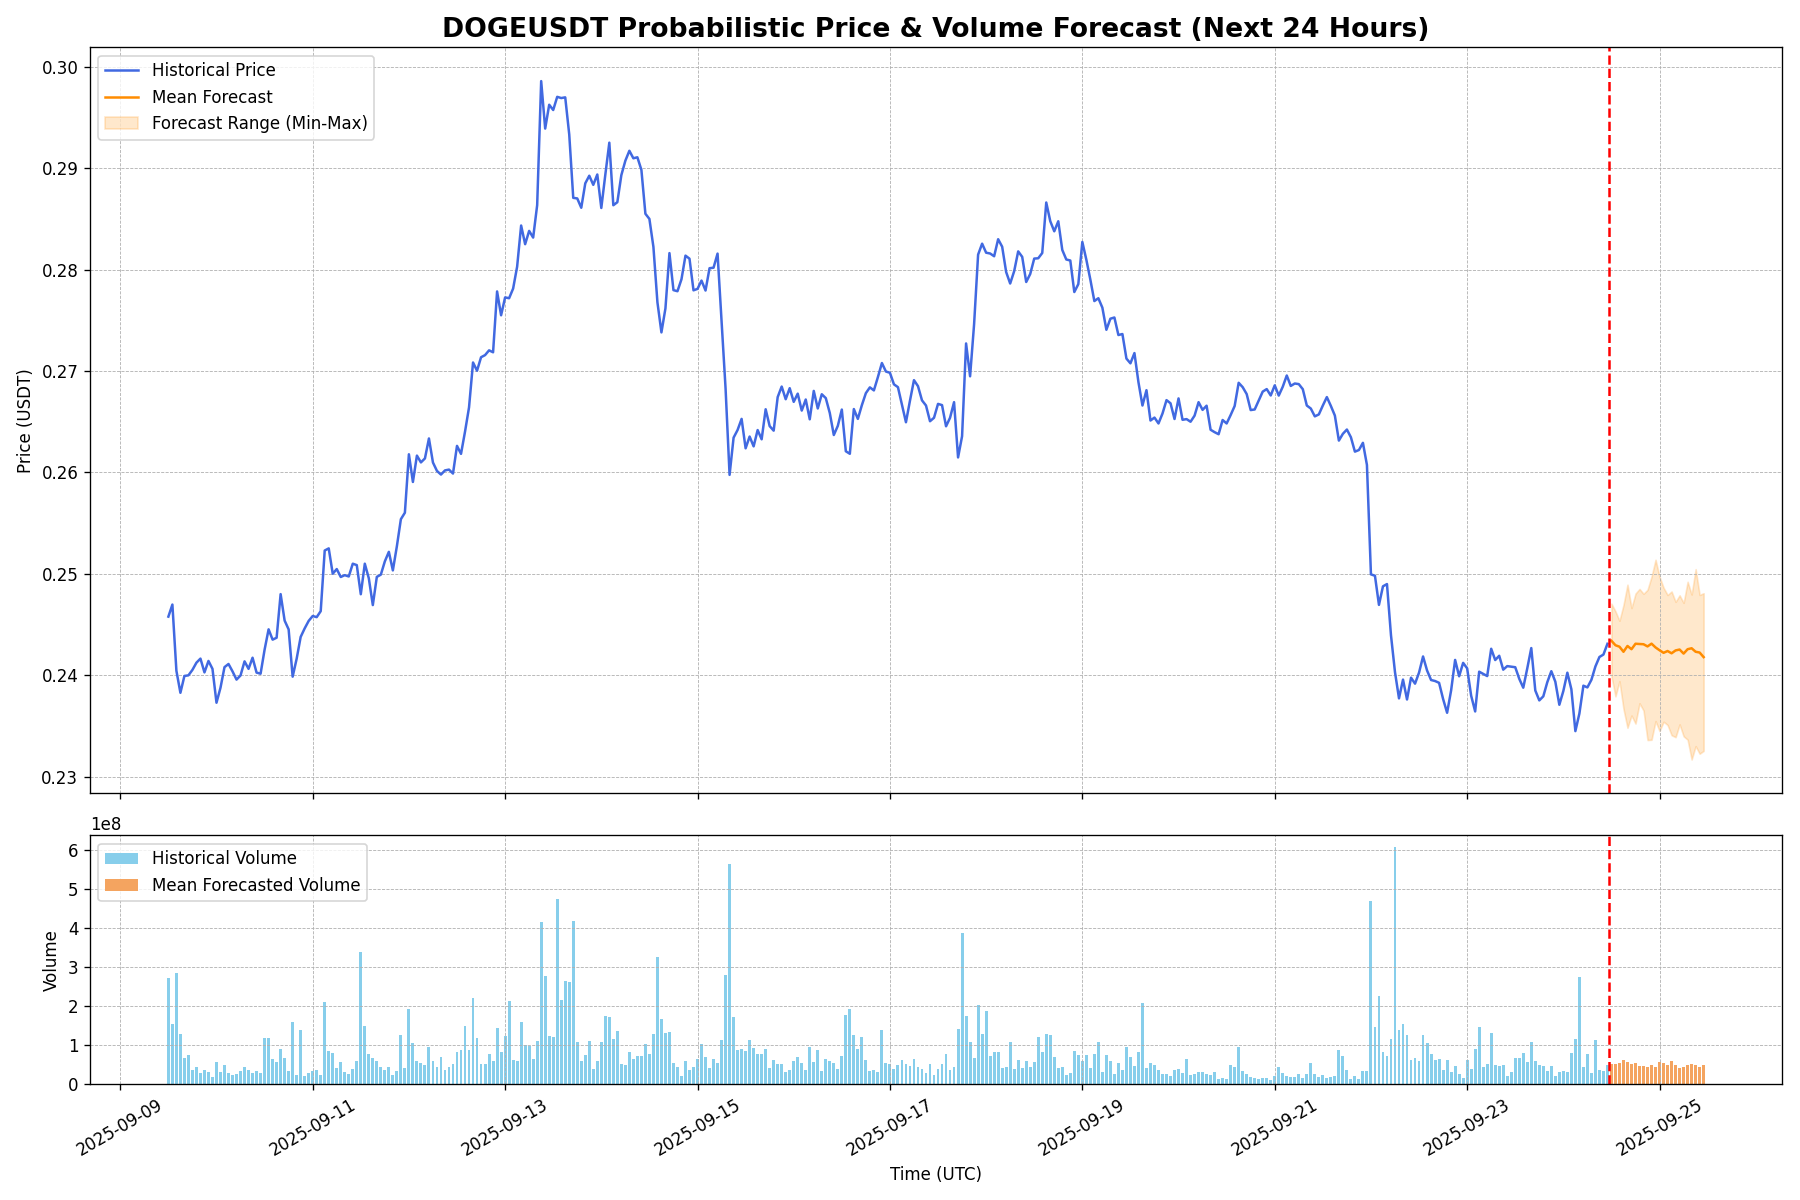 DOGEUSDT Probabilistic Price & Volume Forecast (Next 24 Hours)
Historical Price
Mean Forecast
Forecast Range (Min-Max)
Price (USDT)
0.30
0.29
0.28
0.27
0.26
0.25
0.24
0.23
1e8
Historical Volume
Mean Forecasted Volume
Volume
6
5
4
3
2
1
0
2025-09-09
2025-09-11
2025-09-13
2025-09-15
2025-09-17
2025-09-19
2025-09-21
2025-09-23
2025-09-25
Time (UTC)